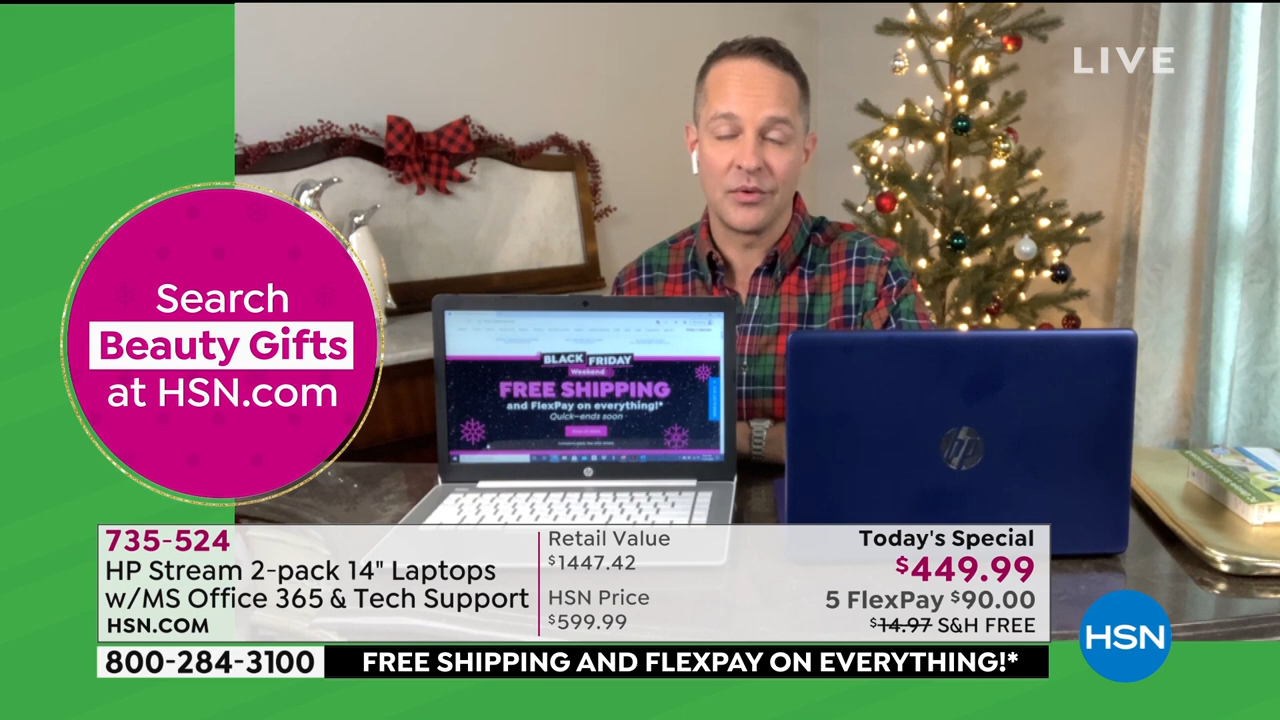 LIVE
Search
Beauty Gifts
at HSN.com
BLACK FRIDAY
Weekend
FREE SHIPPING
and FlexPay on everything!*
Quick-ends soon
hp
hp
735-524
HP Stream 2-pack 14" Laptops
w/MS Office 365 & Tech Support
HSN.COM
Retail Value
$1447.42
HSN Price
$599.99
Today's Special
$449.99
5 FlexPay $90.00
$14.97 S&H FREE
HSN
800-284-3100
FREE SHIPPING AND FLEXPAY ON EVERYTHING!*